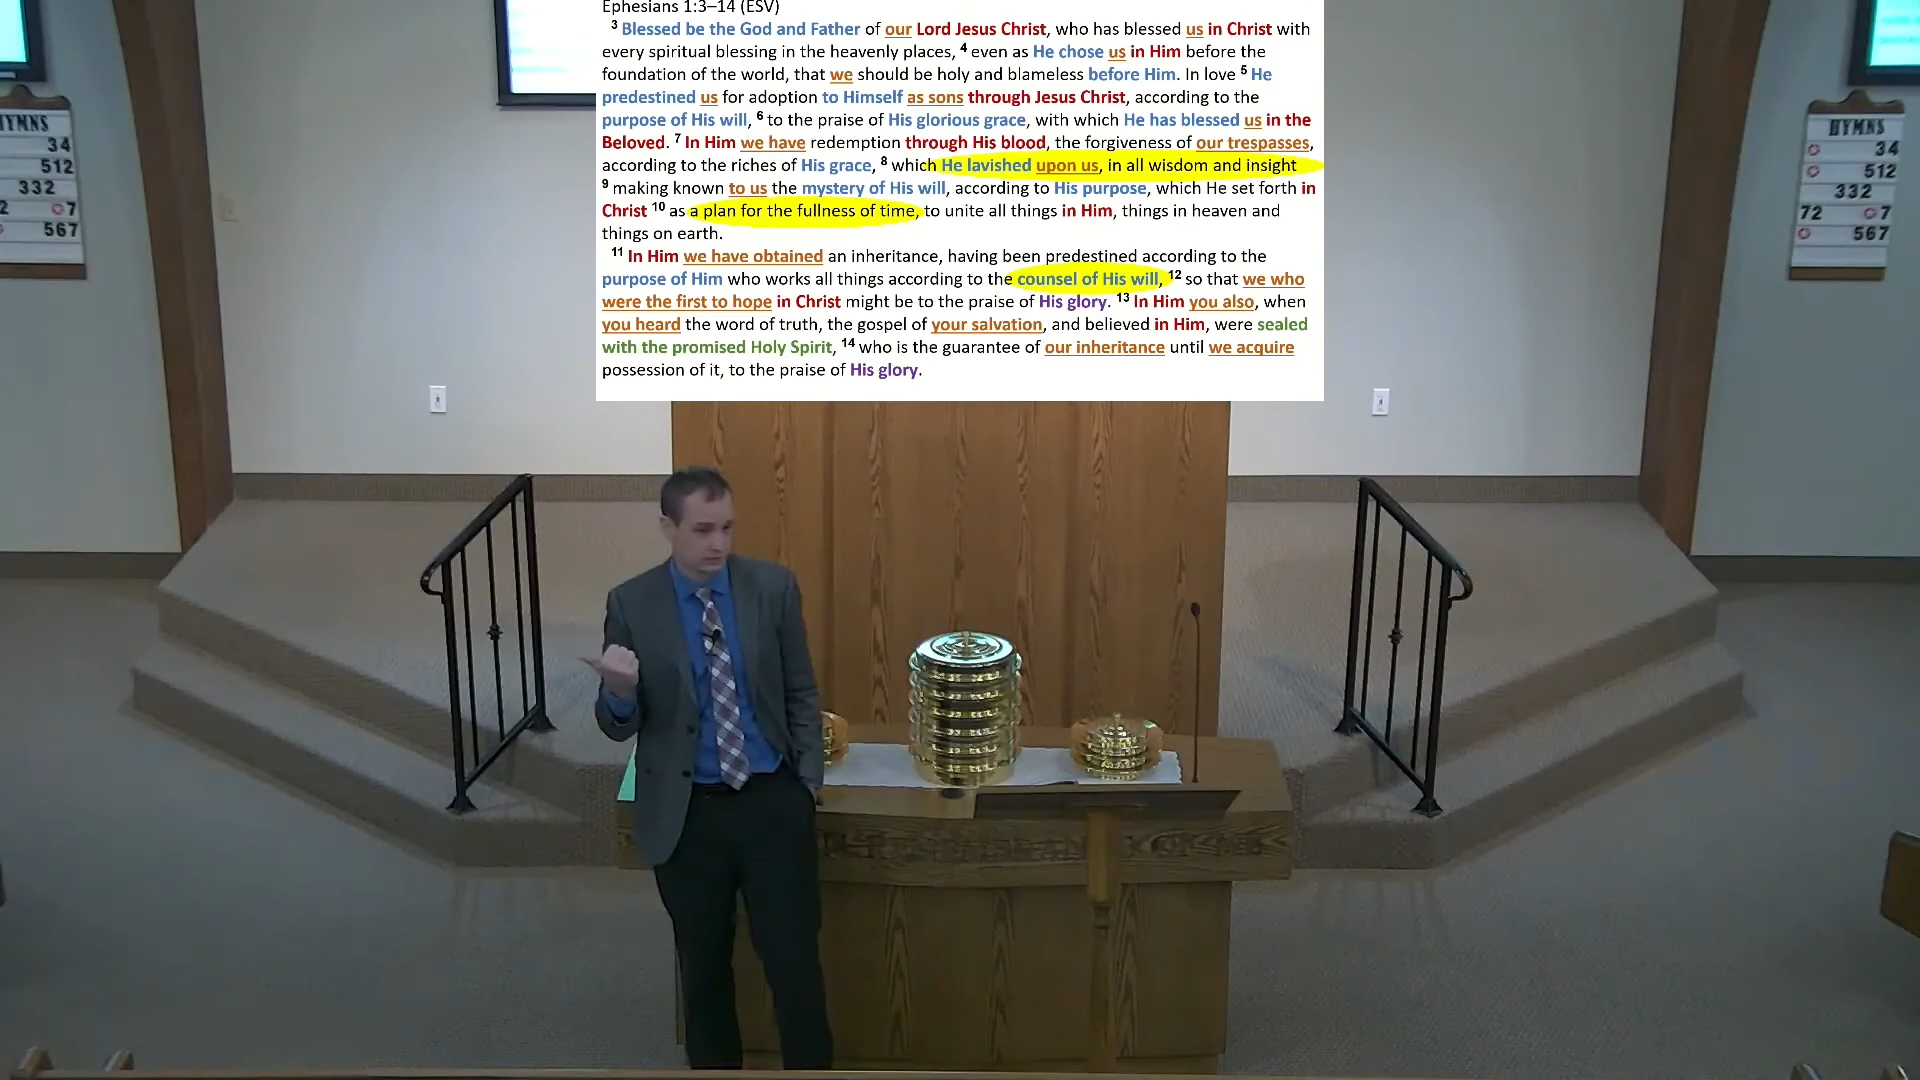 Ephesians 1:3–14 (ESV)
3 Blessed be the God and Father of our Lord Jesus Christ, who has blessed us in Christ with
every spiritual blessing in the heavenly places, 4 even as He chose us in Him before the
foundation of the world, that we should be holy and blameless before Him. In love 5 He
predestined us for adoption to Himself as sons through Jesus Christ, according to the
purpose of His will, 6 to the praise of His glorious grace, with which He has blessed us in the
Beloved. 7 In Him we have redemption through His blood, the forgiveness of our trespasses,
according to the riches of His grace, 8 which He lavished upon us, in all wisdom and insight
9 making known to us the mystery of His will, according to His purpose, which He set forth in
Christ 10 as a plan for the fullness of time, to unite all things in Him, things in heaven and
things on earth.
11 In Him we have obtained an inheritance, having been predestined according to the
purpose of Him who works all things according to the counsel of His will, 12 so that we who
were the first to hope in Christ might be to the praise of His glory. 13 In Him you also, when
you heard the word of truth, the gospel of your salvation, and believed in Him, were sealed
with the promised Holy Spirit, 14 who is the guarantee of our inheritance until we acquire
possession of it, to the praise of His glory.
HYMNS
34
512
332
2 7
567
HYMNS
34
512
332
72 7
567